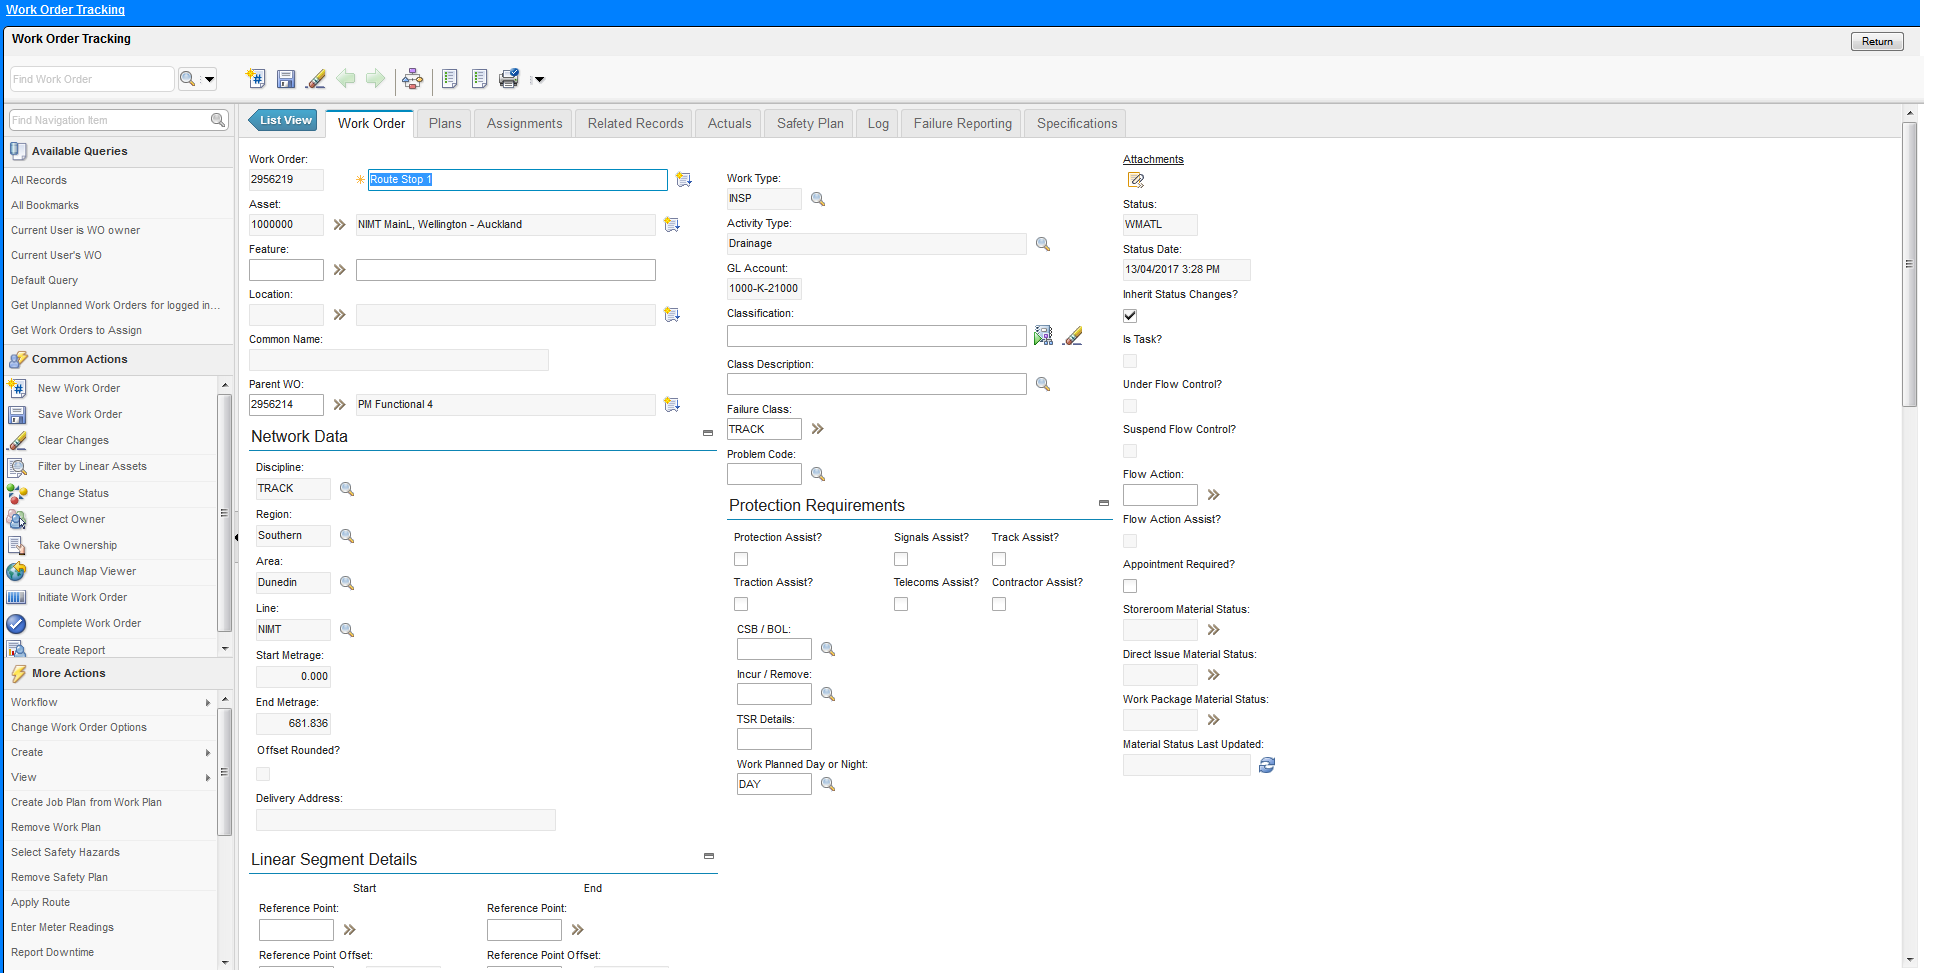 Work Order Tracking
Work Order Tracking
Return
Find Work Order
Find Navigation Item
Available Queries
All Records
All Bookmarks
Current User is WO owner
Current User's WO
Default Query
Get Unplanned Work Orders for logged in...
Get Work Orders to Assign
Common Actions
New Work Order
Save Work Order
Clear Changes
Filter by Linear Assets
Change Status
Select Owner
Take Ownership
Launch Map Viewer
Initiate Work Order
Complete Work Order
Create Report
More Actions
Workflow
Change Work Order Options
Create
View
Create Job Plan from Work Plan
Remove Work Plan
Select Safety Hazards
Remove Safety Plan
Apply Route
Enter Meter Readings
Report Downtime
List View
Work Order
Plans
Assignments
Related Records
Actuals
Safety Plan
Log
Failure Reporting
Specifications
Work Order:
2956219
Route Stop 1
Asset:
1000000
NIMT MainL, Wellington - Auckland
Feature:
Location:
Common Name:
Parent WO:
2956214
PM Functional 4
Network Data
Discipline:
TRACK
Region:
Southern
Area:
Dunedin
Line:
NIMT
Start Metrage:
0.000
End Metrage:
681.836
Offset Rounded?
Delivery Address:
Linear Segment Details
Start
End
Reference Point:
Reference Point:
Reference Point Offset:
Reference Point Offset:
Work Type:
INSP
Activity Type:
Drainage
GL Account:
1000-K-21000
Classification:
Class Description:
Failure Class:
TRACK
Problem Code:
Protection Requirements
Protection Assist?
Signals Assist?
Track Assist?
Traction Assist?
Telecoms Assist?
Contractor Assist?
CSB / BOL:
Incur / Remove:
TSR Details:
Work Planned Day or Night:
DAY
Attachments
Status:
WMATL
Status Date:
13/04/2017 3:28 PM
Inherit Status Changes?
Is Task?
Under Flow Control?
Suspend Flow Control?
Flow Action:
Flow Action Assist?
Appointment Required?
Storeroom Material Status:
Direct Issue Material Status:
Work Package Material Status:
Material Status Last Updated: